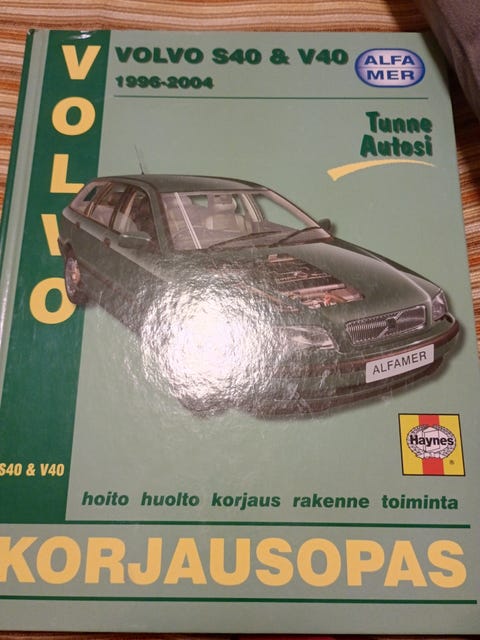 VOLVO
VOLVO S40 & V40
1996-2004
ALFA
MER
Tunne
Autosi
ALFAMER
Haynes
®
S40 & V40
hoito huolto korjaus rakenne toiminta
KORJAUSOPAS